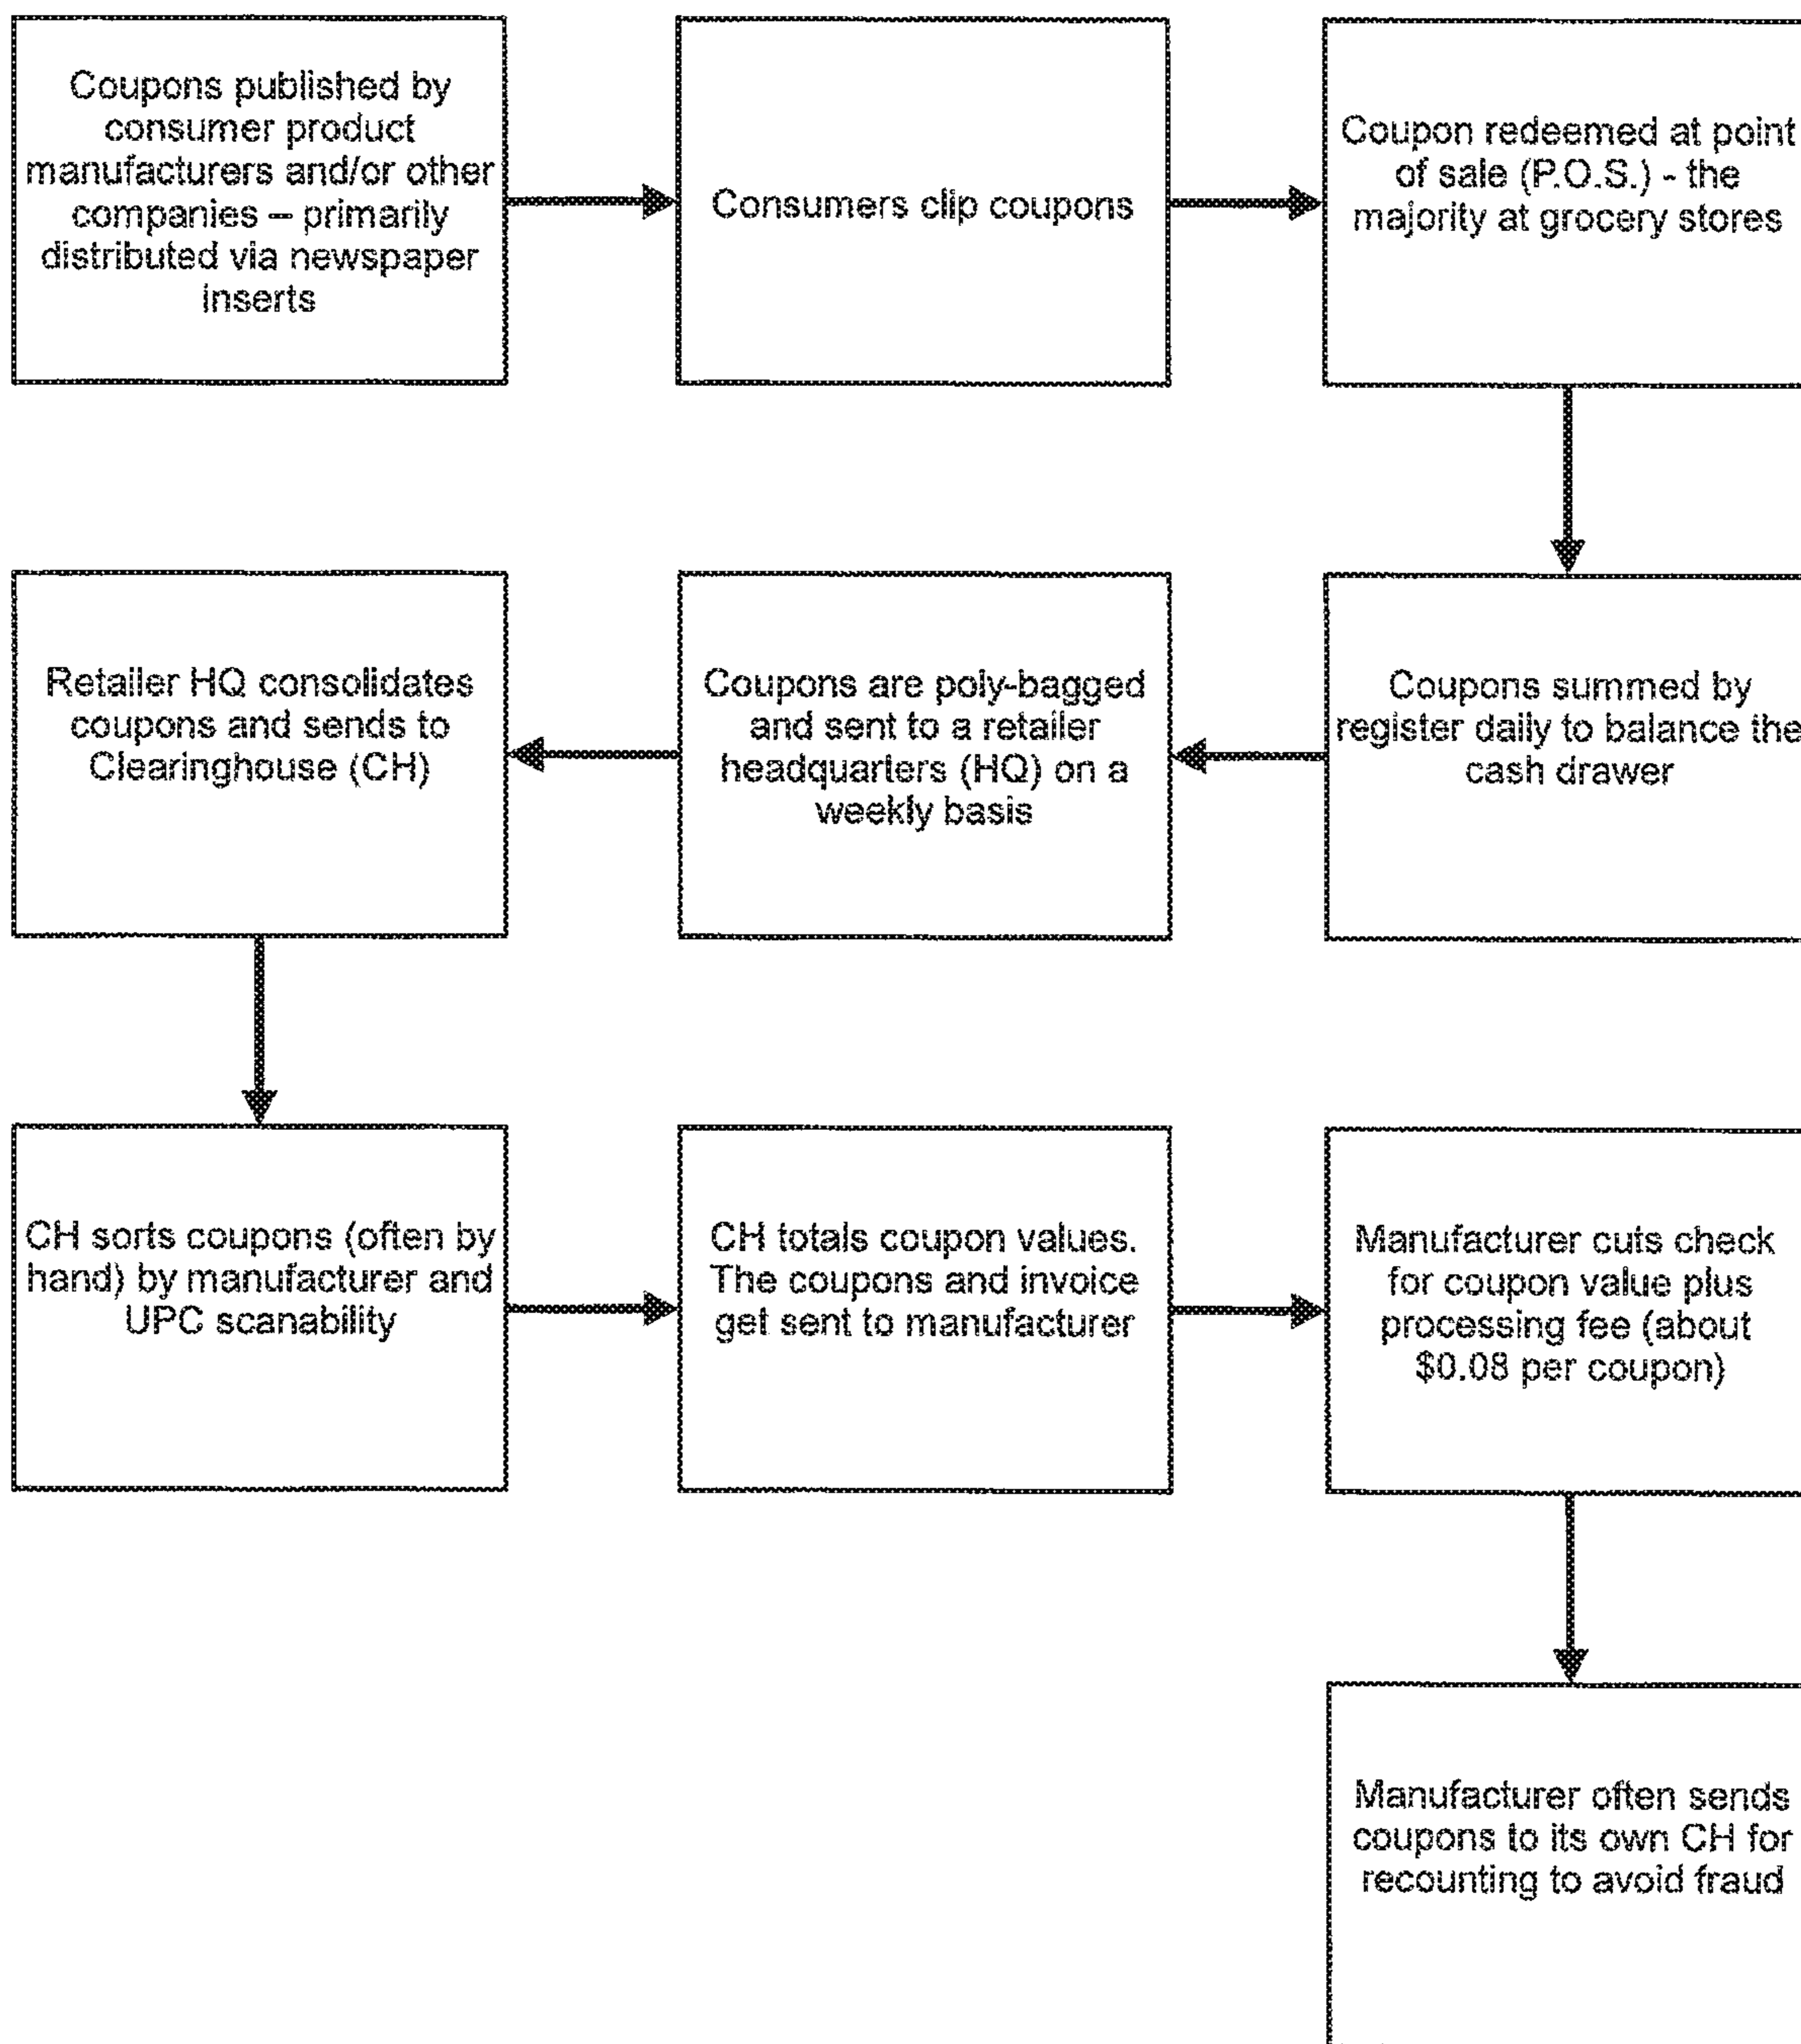 Coupons published by
consumer product
manufacturers and/or other
companies – primarily
distributed via newspaper
inserts
Consumers clip coupons
Coupon redeemed at point
of sale (P.O.S.) - the
majority at grocery stores
Coupons summed by
register daily to balance the
cash drawer
Coupons are poly-bagged
and sent to a retailer
headquarters (HQ) on a
weekly basis
Retailer HQ consolidates
coupons and sends to
Clearinghouse (CH)
CH sorts coupons (often by
hand) by manufacturer and
UPC scanability
CH totals coupon values.
The coupons and invoice
get sent to manufacturer
Manufacturer cuts check
for coupon value plus
processing fee (about
$0.08 per coupon)
Manufacturer often sends
coupons to its own CH for
recounting to avoid fraud